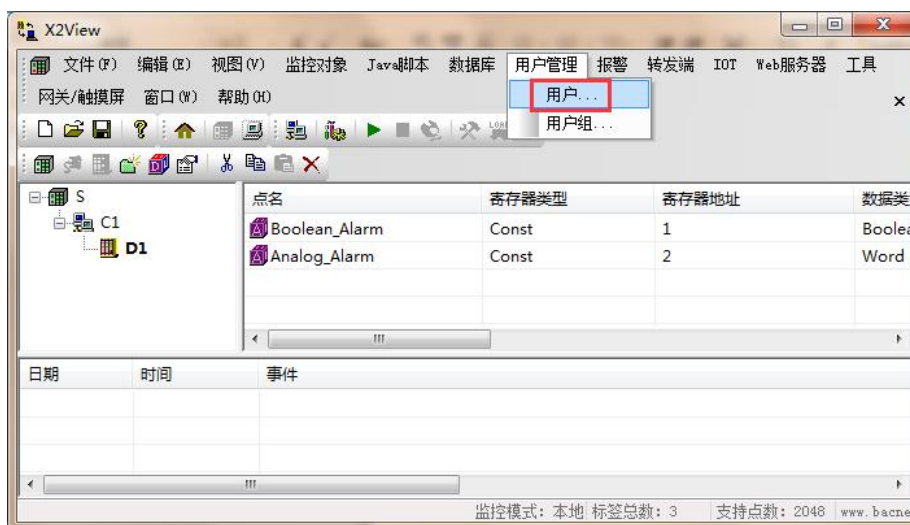 X2View
文件(F) 编辑(E) 视图(V) 监控对象 Java脚本 数据库 用户管理 报警 转发端 IOT Web服务器 工具
网关/触摸屏 窗口(W) 帮助(H)
用户...
用户组...
S
C1
D1
点名 寄存器类型 寄存器地址 数据类
Boolean_Alarm Const 1 Boolea
Analog_Alarm Const 2 Word
日期 时间 事件
监控模式: 本地 标签总数: 3 支持点数: 2048 www.bacne